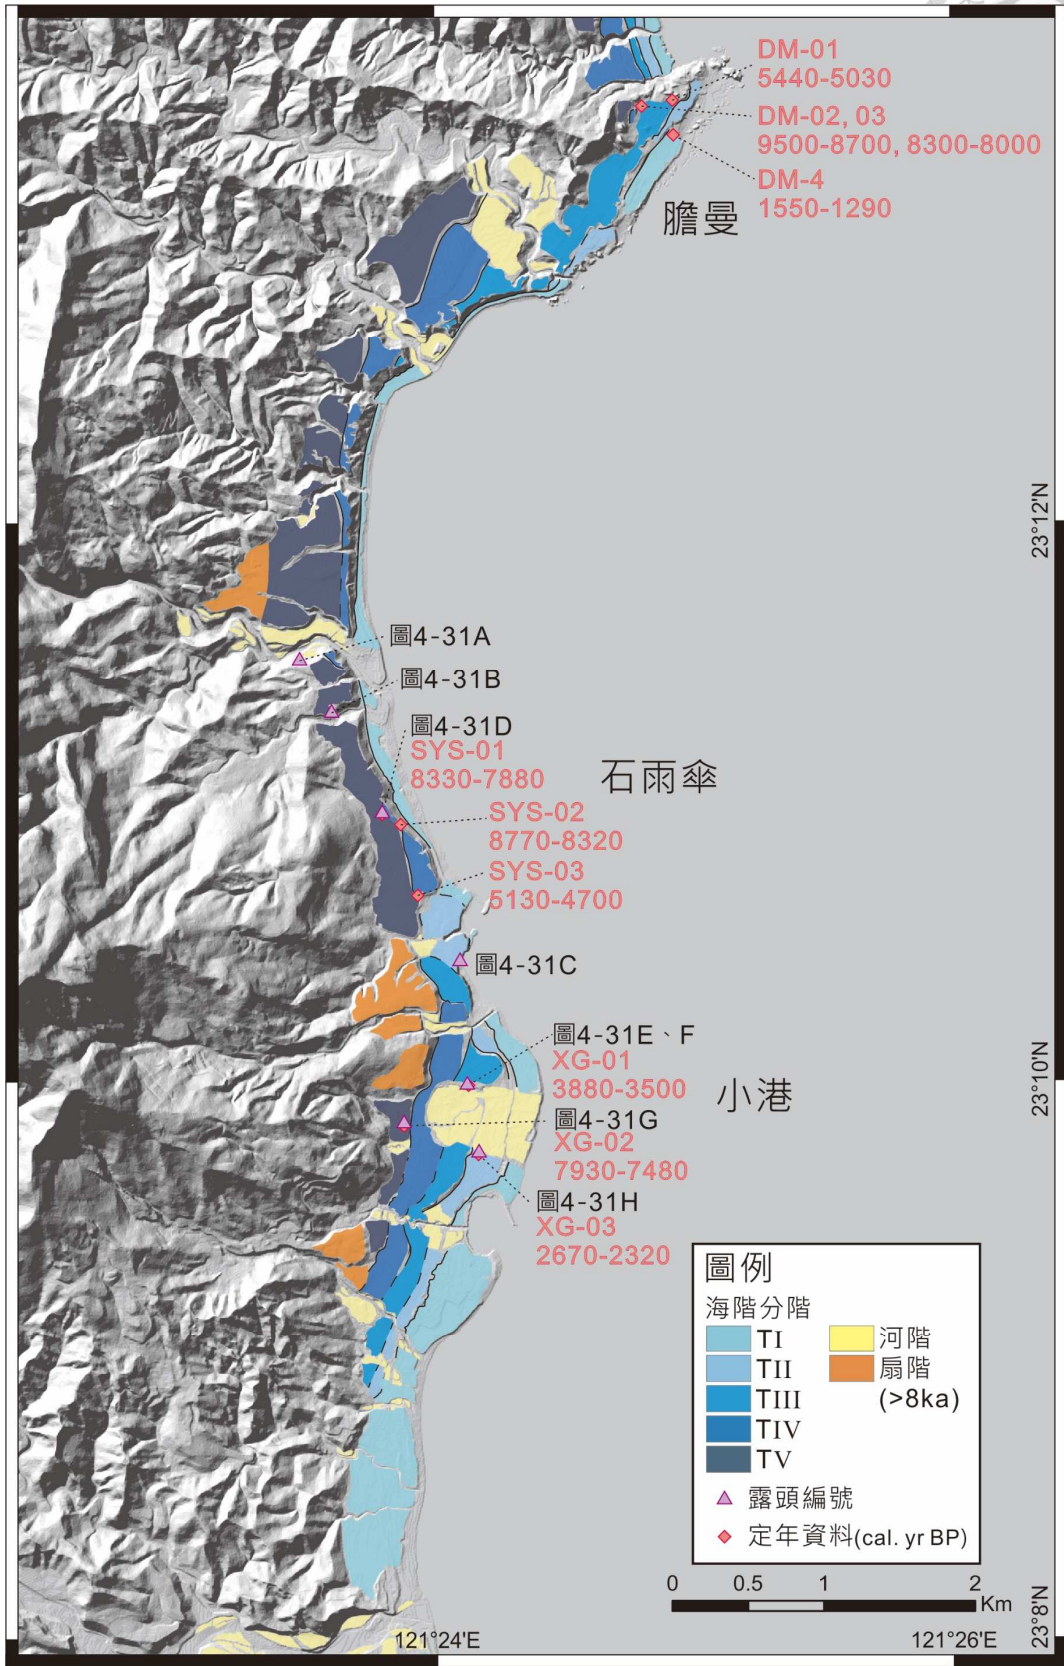 DM-01
5440-5030
DM-02, 03
9500-8700, 8300-8000
DM-4
1550-1290
膽曼
23°12'N
圖4-31A
圖4-31B
圖4-31D
SYS-01
8330-7880
石雨傘
SYS-02
8770-8320
SYS-03
5130-4700
圖4-31C
圖4-31E、F
XG-01
3880-3500
小港
23°10'N
圖4-31G
XG-02
7930-7480
圖4-31H
XG-03
2670-2320
圖例
海階分階
TI
TII
TIII
TIV
TV
河階
扇階
(>8ka)
露頭編號
定年資料(cal. yr BP)
0 0.5 1 2
Km
23°8'N
121°24'E
121°26'E